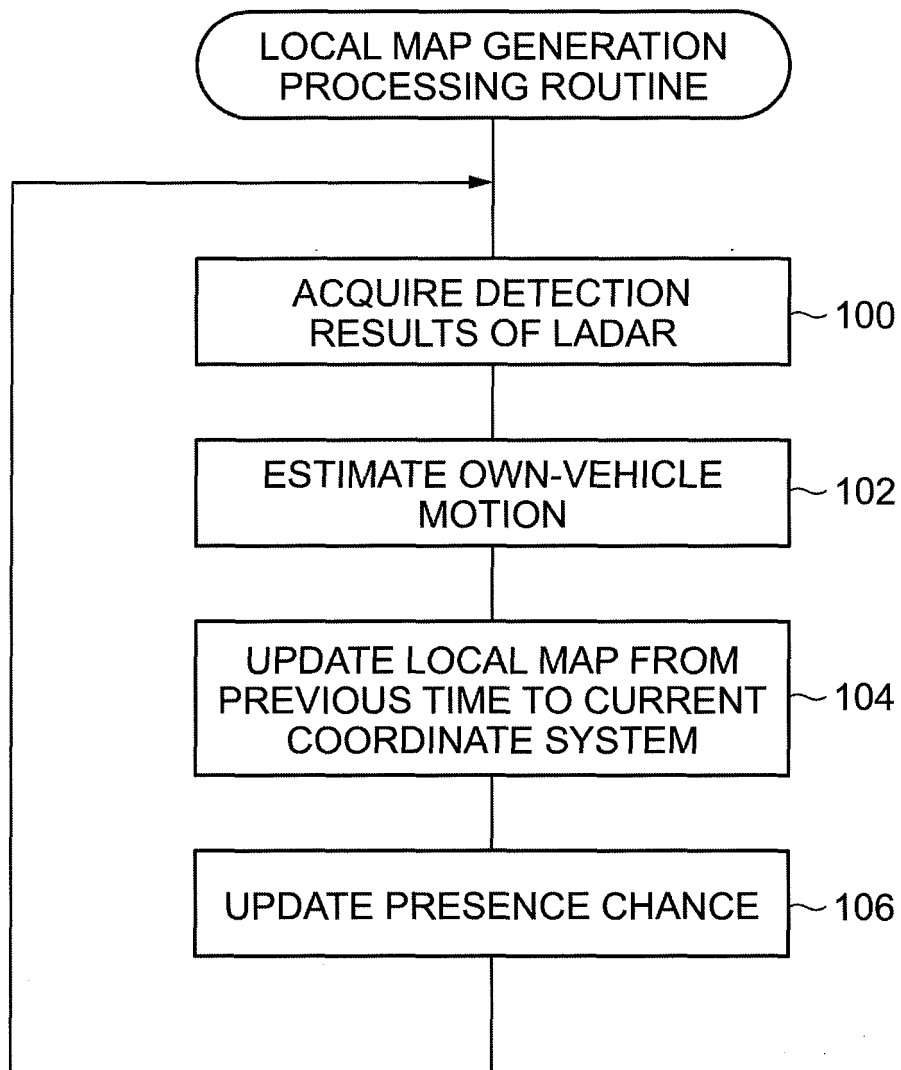 LOCAL MAP GENERATION
PROCESSING ROUTINE
ACQUIRE DETECTION
RESULTS OF LADAR
100
ESTIMATE OWN-VEHICLE
MOTION
102
UPDATE LOCAL MAP FROM
PREVIOUS TIME TO CURRENT
COORDINATE SYSTEM
104
UPDATE PRESENCE CHANCE
106